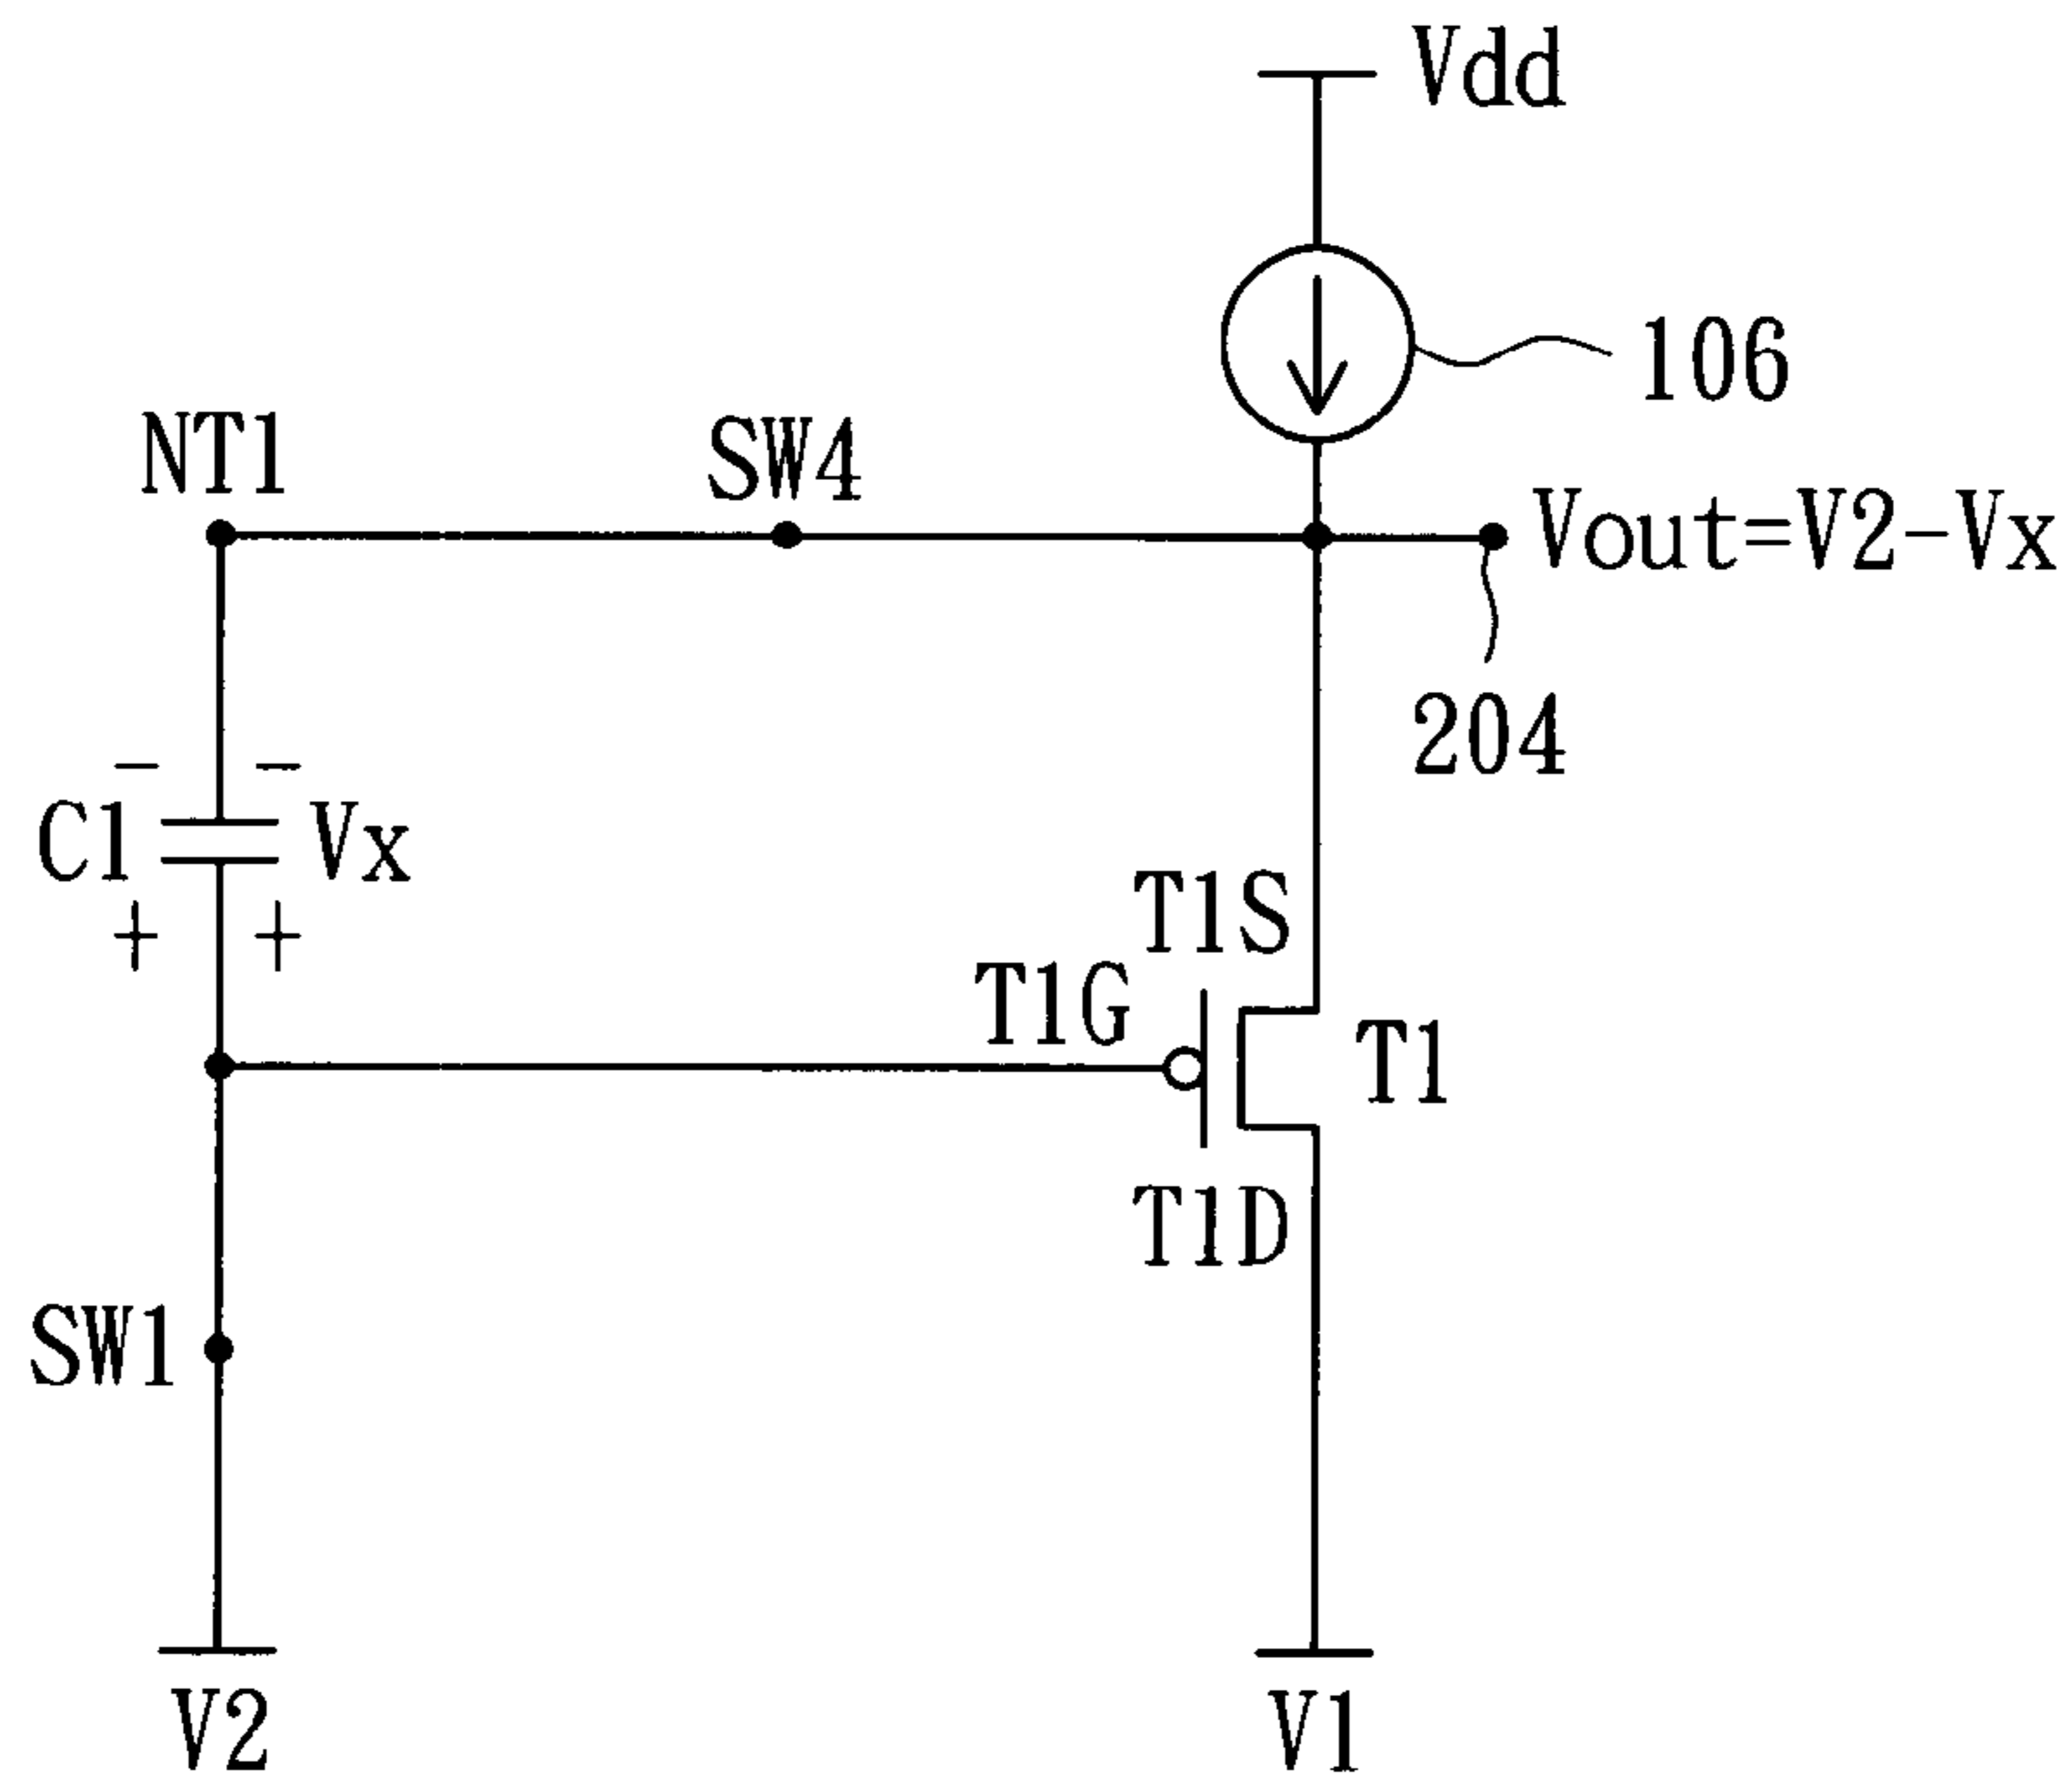 Vdd
106
NT1
SW4
Vout=V2-Vx
204
- -
C1
Vx
+ +
T1S
T1G
T1
T1D
SW1
V2
V1